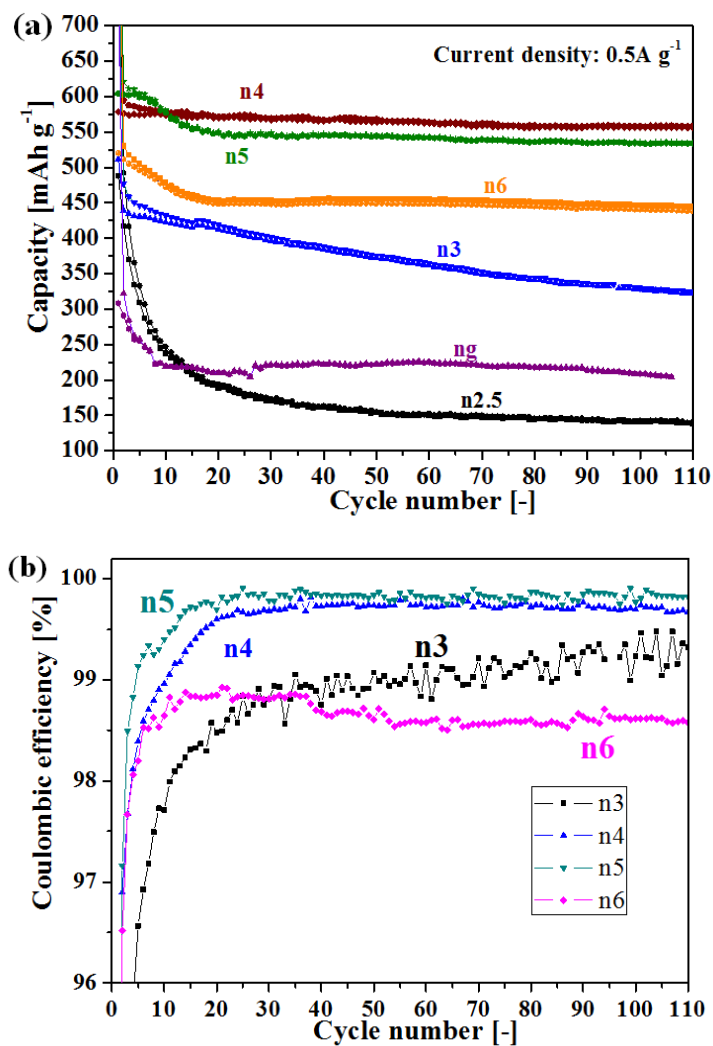 (a)
700
650
600
550
500
450
400
350
300
250
200
150
100
Capacity [mAh g⁻¹]
Current density: 0.5A g⁻¹
n4
n5
n6
n3
ng
n2.5
0 10 20 30 40 50 60 70 80 90 100 110
Cycle number [-]
(b)
100
99
98
97
96
Coulombic efficiency [%]
n5
n4
n3
n6
n3
n4
n5
n6
0 10 20 30 40 50 60 70 80 90 100 110
Cycle number [-]